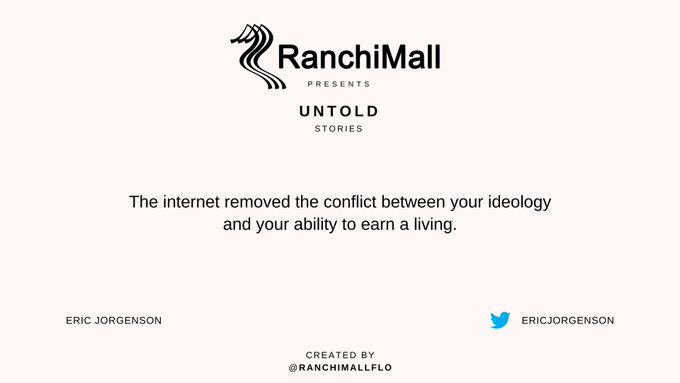 RanchiMall
PRESENTS
UNTOLD
STORIES
The internet removed the conflict between your ideology
and your ability to earn a living.
ERIC JORGENSON
ERICJORGENSON
CREATED BY
@RANCHIMALLFLO